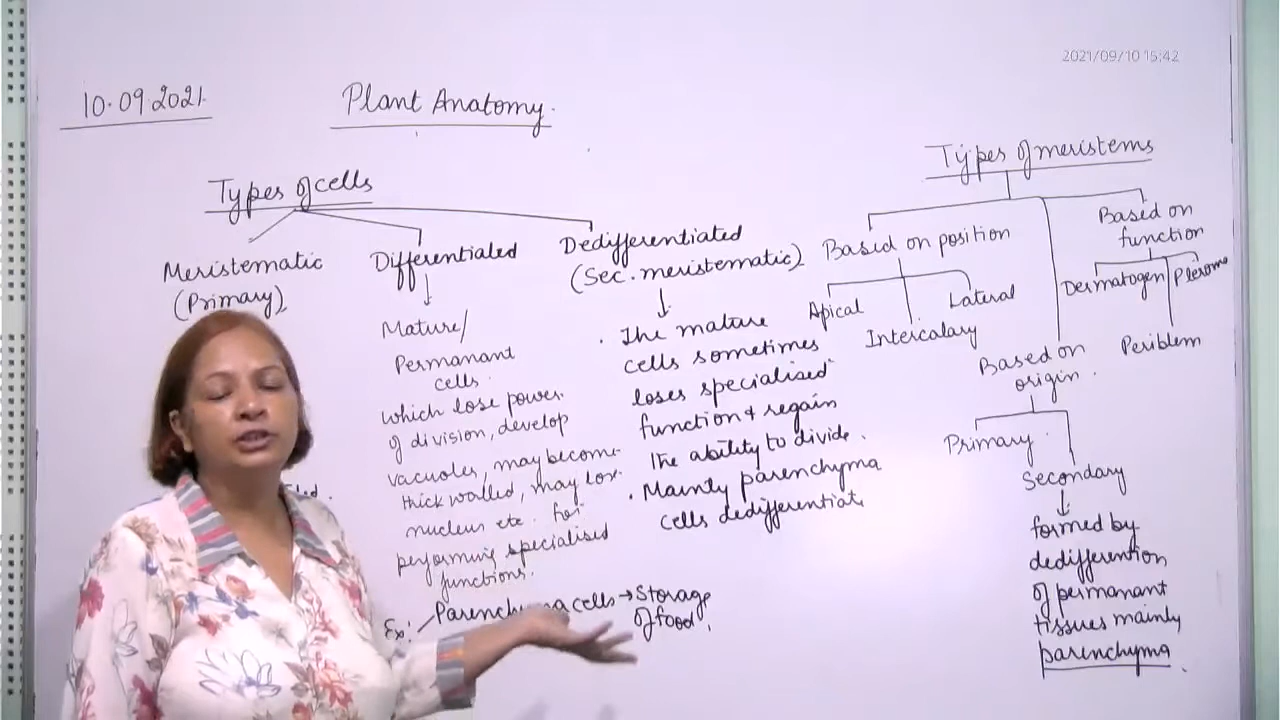 2021/09/10 15:42
10.09.2021.
Plant Anatomy.
Types of cells
Meristematic
(Primary)
Differentiated
Mature/
Permanant
cells.
which lose power
of division, develop
vacuoles, may become
thick walled, may lose
nucleus etc. for
performing specialised
functions.
Ex:
Parenchyma cells → Storage
of food.
Dedifferentiated
(Sec. meristematic)
. The mature
cells sometimes
loses specialised
function & regain
the ability to divide.
. Mainly parenchyma
cells dedifferentiate
Types of meristems
Based on position
Apical
Intercalary
Lateral
Based on
origin.
Primary.
Secondary
formed by
dedifferention
of permanant
tissues mainly
parenchyma.
Based on
function
Dermatogen
Periblem
Plerome